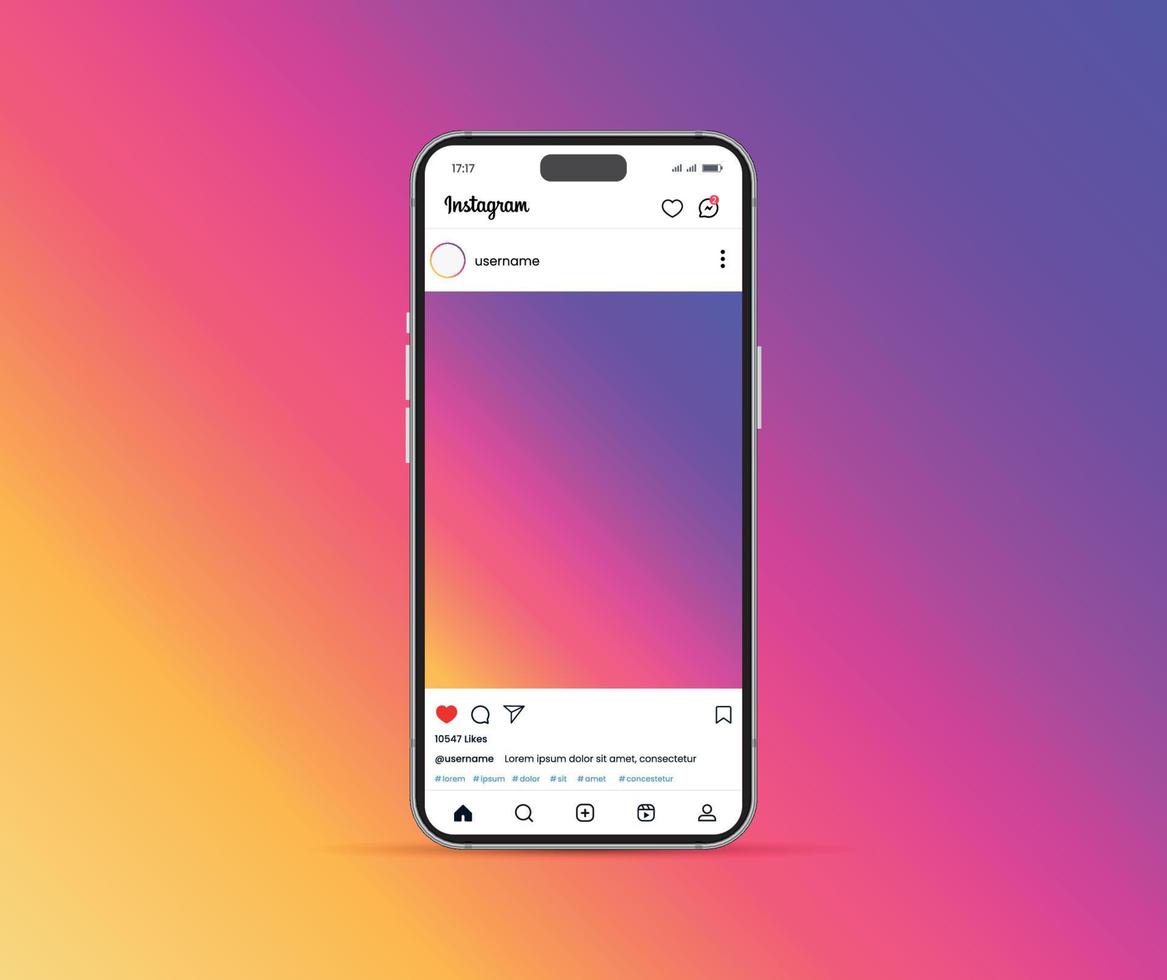 17:17
Instagram
2
username
10547 Likes
@username Lorem ipsum dolor sit amet, consectetur
#lorem #ipsum #dolor #sit #amet #concestetur